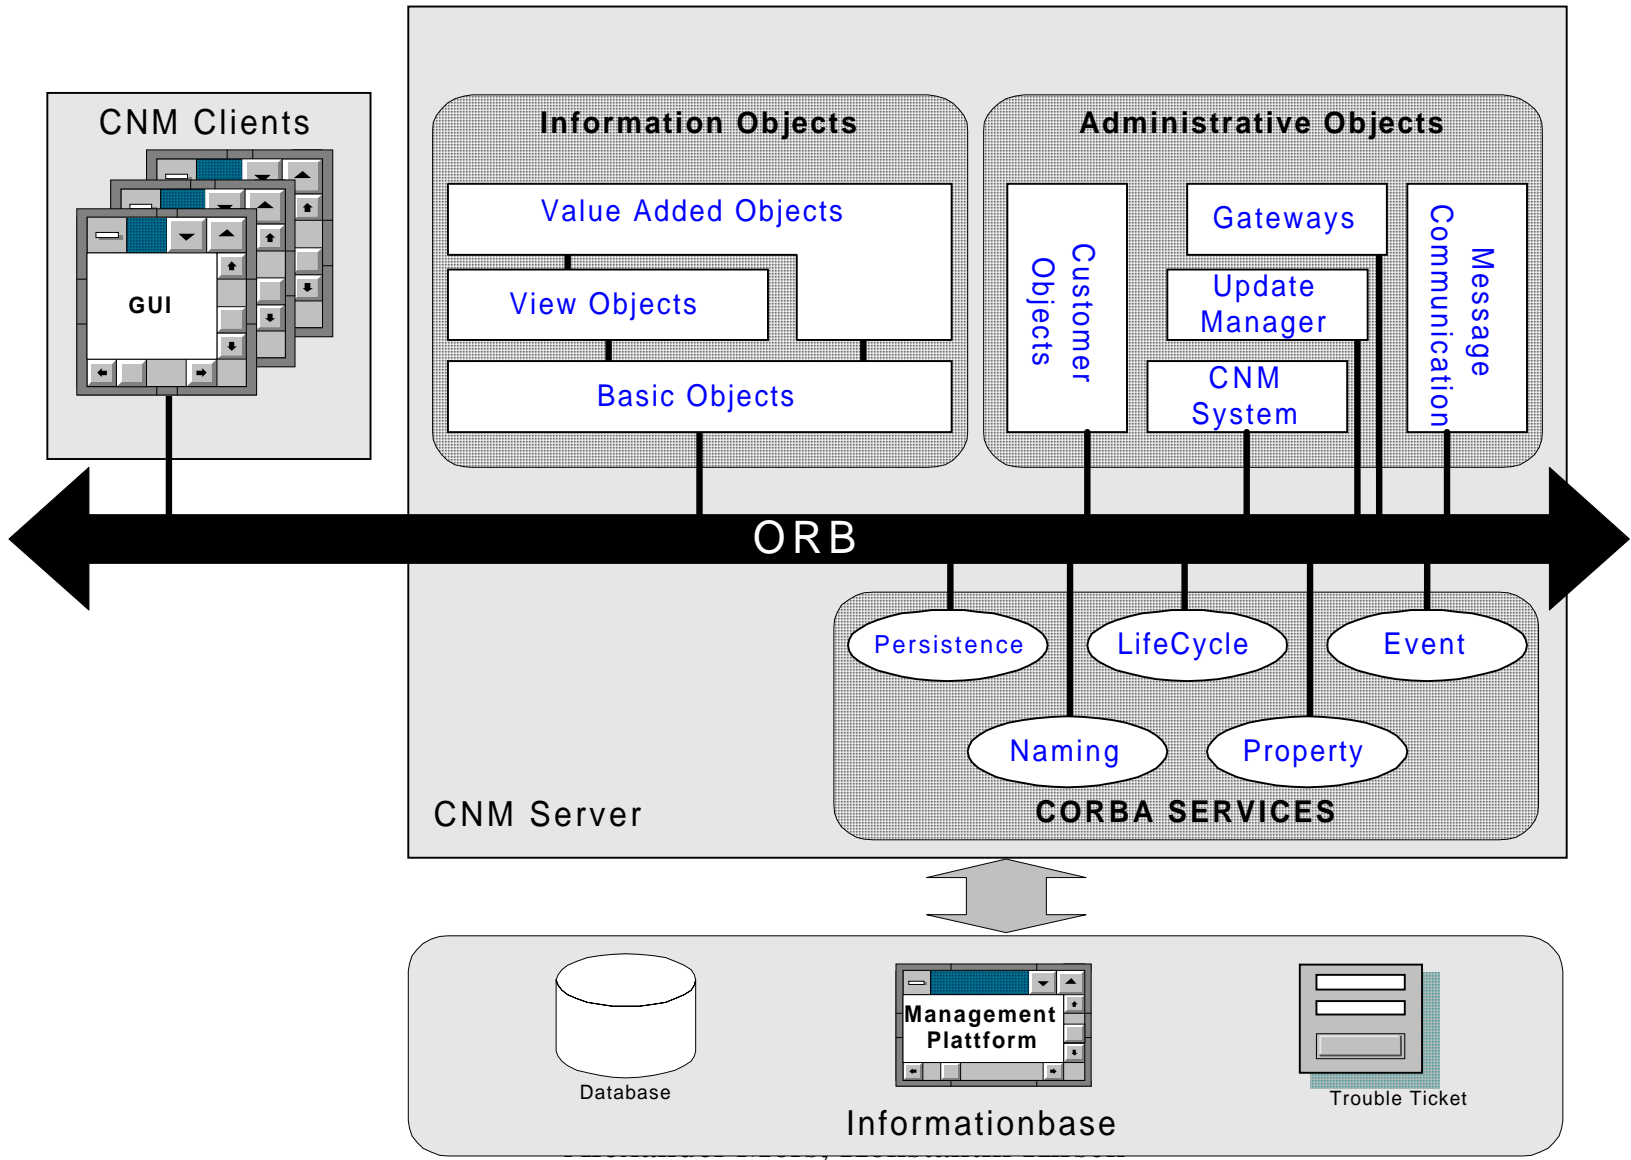 CNM Clients
GUI
Information Objects
Value Added Objects
View Objects
Basic Objects
Administrative Objects
Customer
Objects
Gateways
Update
Manager
CNM
System
Message
Communication
ORB
Persistence
LifeCycle
Event
Naming
Property
CORBA SERVICES
CNM Server
Management
Plattform
Database
Trouble Ticket
Informationbase